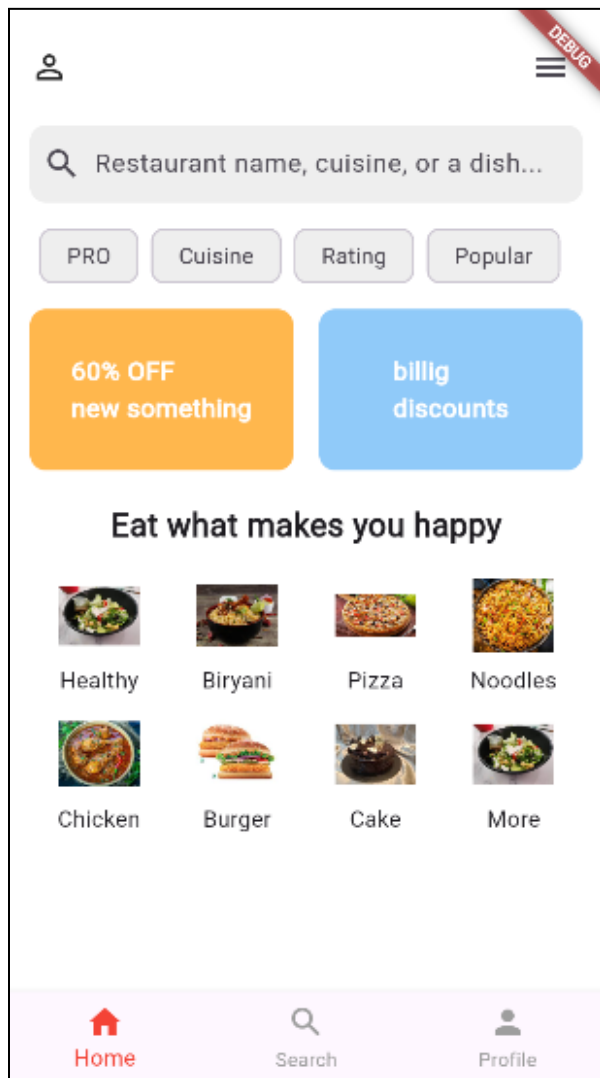 DEBUG
Restaurant name, cuisine, or a dish...
PRO Cuisine Rating Popular
60% OFF
new something
billig
discounts
Eat what makes you happy
Healthy Biryani Pizza Noodles
Chicken Burger Cake More
Home Search Profile